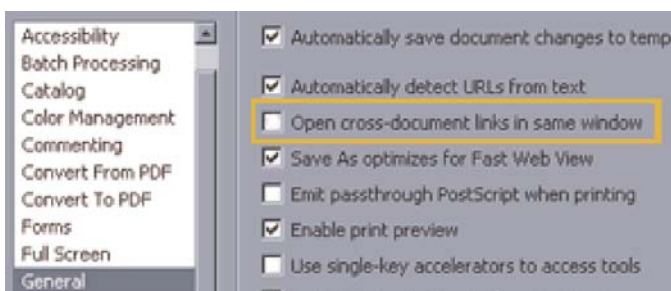 Accessibility
Batch Processing
Catalog
Color Management
Commenting
Convert From PDF
Convert To PDF
Forms
Full Screen
General
Automatically save document changes to temp
Automatically detect URLs from text
Open cross-document links in same window
Save As optimizes for Fast Web View
Emit passthrough PostScript when printing
Enable print preview
Use single-key accelerators to access tools